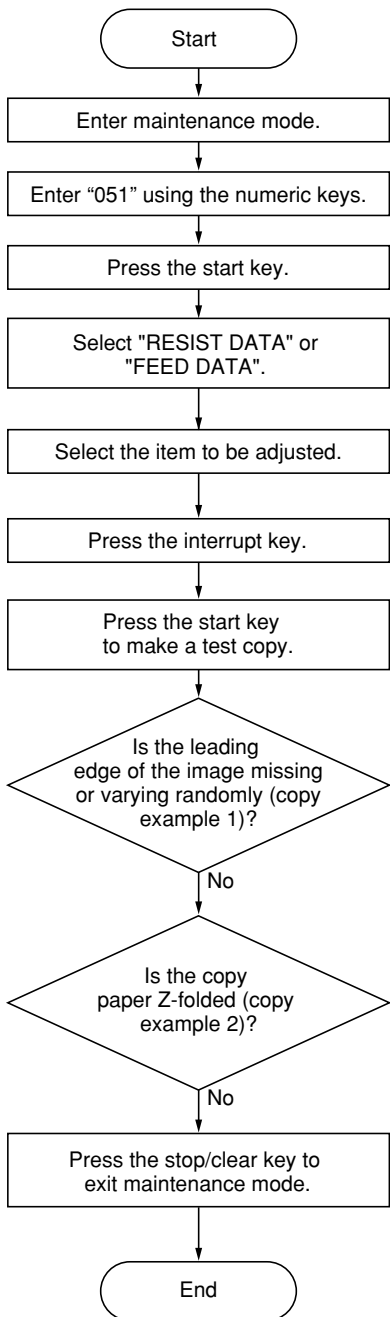 Start
Enter maintenance mode.
Enter “051” using the numeric keys.
Press the start key.
Select "RESIST DATA" or
"FEED DATA".
Select the item to be adjusted.
Press the interrupt key.
Press the start key
to make a test copy.
Is the leading
edge of the image missing
or varying randomly (copy
example 1)?
No
Is the copy
paper Z-folded (copy
example 2)?
No
Press the stop/clear key to
exit maintenance mode.
End